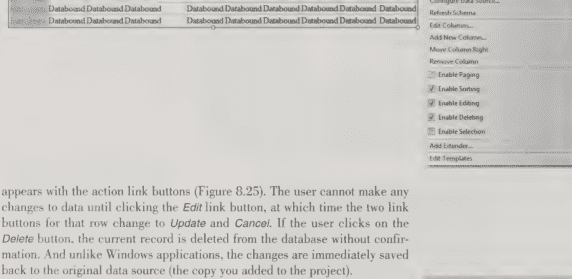 Configure Data Source...
Databound Databound Databound Databound Databound Databound Databound Databound
Refresh Schema
Databound Databound Databound Databound Databound Databound Databound Databound
Edit Columns...
Add New Column...
Move Column Right
Remove Column
Enable Paging
Enable Sorting
Enable Editing
Enable Deleting
Enable Selection
Add Extender...
Edit Templates
appears with the action link buttons (Figure 8.25). The user cannot make any
changes to data until clicking the Edit link button, at which time the two link
buttons for that row change to Update and Cancel. If the user clicks on the
Delete button, the current record is deleted from the database without confir-
mation. And unlike Windows applications, the changes are immediately saved
back to the original data source (the copy you added to the project).